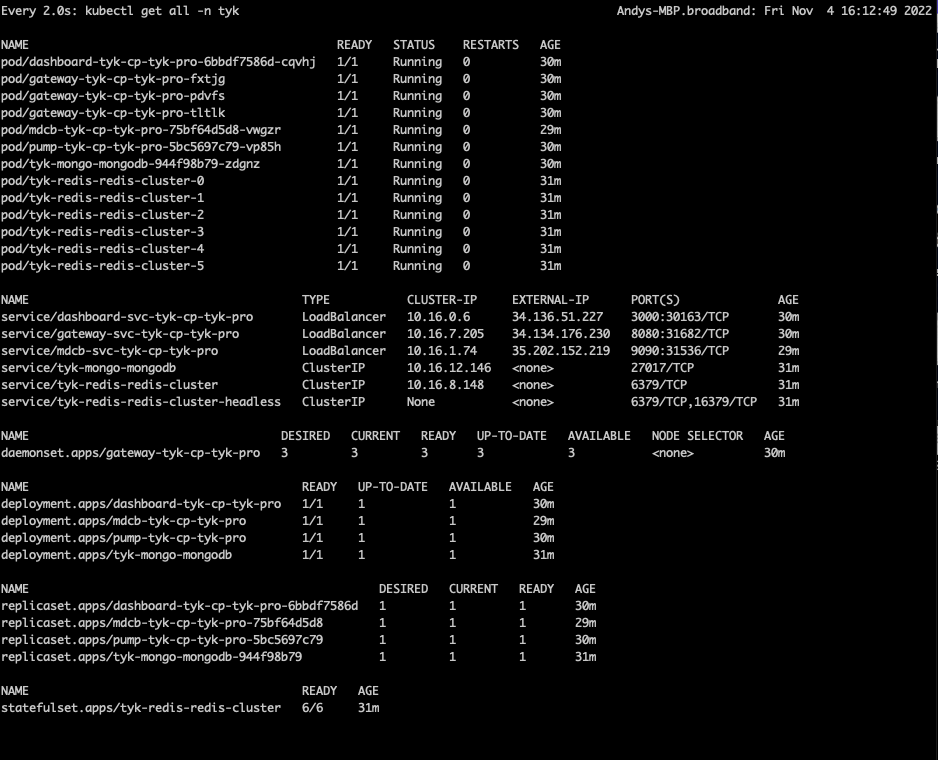 Every 2.0s: kubectl get all -n tyk Andys-MBP.broadband: Fri Nov 4 16:12:49 2022
NAME READY STATUS RESTARTS AGE
pod/dashboard-tyk-cp-tyk-pro-6bbdf7586d-cqvhj 1/1 Running 0 30m
pod/gateway-tyk-cp-tyk-pro-fxtjg 1/1 Running 0 30m
pod/gateway-tyk-cp-tyk-pro-pdvfs 1/1 Running 0 30m
pod/gateway-tyk-cp-tyk-pro-tltlk 1/1 Running 0 30m
pod/mdcb-tyk-cp-tyk-pro-75bf64d5d8-vwgzr 1/1 Running 0 29m
pod/pump-tyk-cp-tyk-pro-5bc5697c79-vp85h 1/1 Running 0 30m
pod/tyk-mongo-mongodb-944f98b79-zdgnz 1/1 Running 0 30m
pod/tyk-redis-redis-cluster-0 1/1 Running 0 31m
pod/tyk-redis-redis-cluster-1 1/1 Running 0 31m
pod/tyk-redis-redis-cluster-2 1/1 Running 0 31m
pod/tyk-redis-redis-cluster-3 1/1 Running 0 31m
pod/tyk-redis-redis-cluster-4 1/1 Running 0 31m
pod/tyk-redis-redis-cluster-5 1/1 Running 0 31m
NAME TYPE CLUSTER-IP EXTERNAL-IP PORT(S) AGE
service/dashboard-svc-tyk-cp-tyk-pro LoadBalancer 10.16.0.6 34.136.51.227 3000:30163/TCP 30m
service/gateway-svc-tyk-cp-tyk-pro LoadBalancer 10.16.7.205 34.134.176.230 8080:31682/TCP 30m
service/mdcb-svc-tyk-cp-tyk-pro LoadBalancer 10.16.1.74 35.202.152.219 9090:31536/TCP 29m
service/tyk-mongo-mongodb ClusterIP 10.16.12.146 <none> 27017/TCP 31m
service/tyk-redis-redis-cluster ClusterIP 10.16.8.148 <none> 6379/TCP 31m
service/tyk-redis-redis-cluster-headless ClusterIP None <none> 6379/TCP,16379/TCP 31m
NAME DESIRED CURRENT READY UP-TO-DATE AVAILABLE NODE SELECTOR AGE
daemonset.apps/gateway-tyk-cp-tyk-pro 3 3 3 3 3 <none> 30m
NAME READY UP-TO-DATE AVAILABLE AGE
deployment.apps/dashboard-tyk-cp-tyk-pro 1/1 1 1 30m
deployment.apps/mdcb-tyk-cp-tyk-pro 1/1 1 1 29m
deployment.apps/pump-tyk-cp-tyk-pro 1/1 1 1 30m
deployment.apps/tyk-mongo-mongodb 1/1 1 1 31m
NAME DESIRED CURRENT READY AGE
replicaset.apps/dashboard-tyk-cp-tyk-pro-6bbdf7586d 1 1 1 30m
replicaset.apps/mdcb-tyk-cp-tyk-pro-75bf64d5d8 1 1 1 29m
replicaset.apps/pump-tyk-cp-tyk-pro-5bc5697c79 1 1 1 30m
replicaset.apps/tyk-mongo-mongodb-944f98b79 1 1 1 31m
NAME READY AGE
statefulset.apps/tyk-redis-redis-cluster 6/6 31m